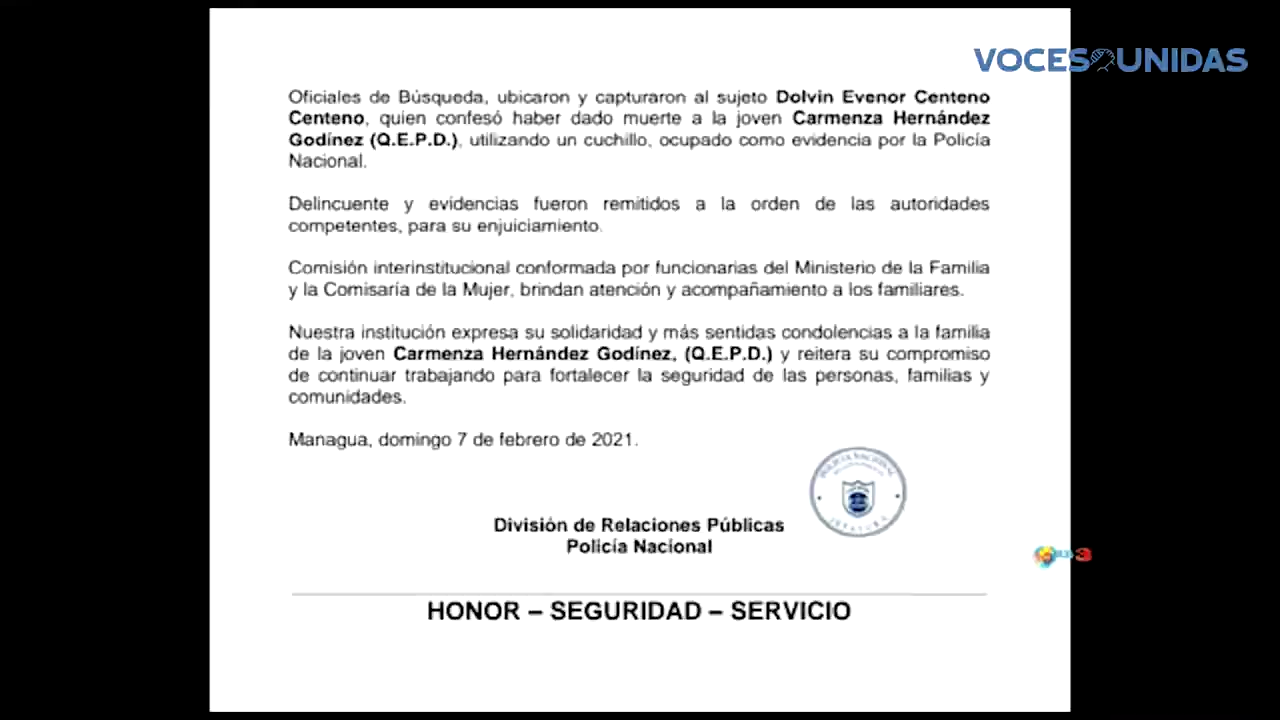 VOCES UNIDAS
Oficiales de Búsqueda, ubicaron y capturaron al sujeto Dolvin Evenor Centeno
Centeno, quien confesó haber dado muerte a la joven Carmenza Hernández
Godínez (Q.E.P.D.), utilizando un cuchillo, ocupado como evidencia por la Policía
Nacional.
Delincuente y evidencias fueron remitidos a la orden de las autoridades
competentes, para su enjuiciamiento.
Comisión interinstitucional conformada por funcionarias del Ministerio de la Familia
y la Comisaría de la Mujer, brindan atención y acompañamiento a los familiares.
Nuestra institución expresa su solidaridad y más sentidas condolencias a la familia
de la joven Carmenza Hernández Godínez, (Q.E.P.D.) y reitera su compromiso
de continuar trabajando para fortalecer la seguridad de las personas, familias y
comunidades.
Managua, domingo 7 de febrero de 2021.
POLICÍA NACIONAL
JEFATURA
División de Relaciones Públicas
Policía Nacional
3
HONOR – SEGURIDAD – SERVICIO